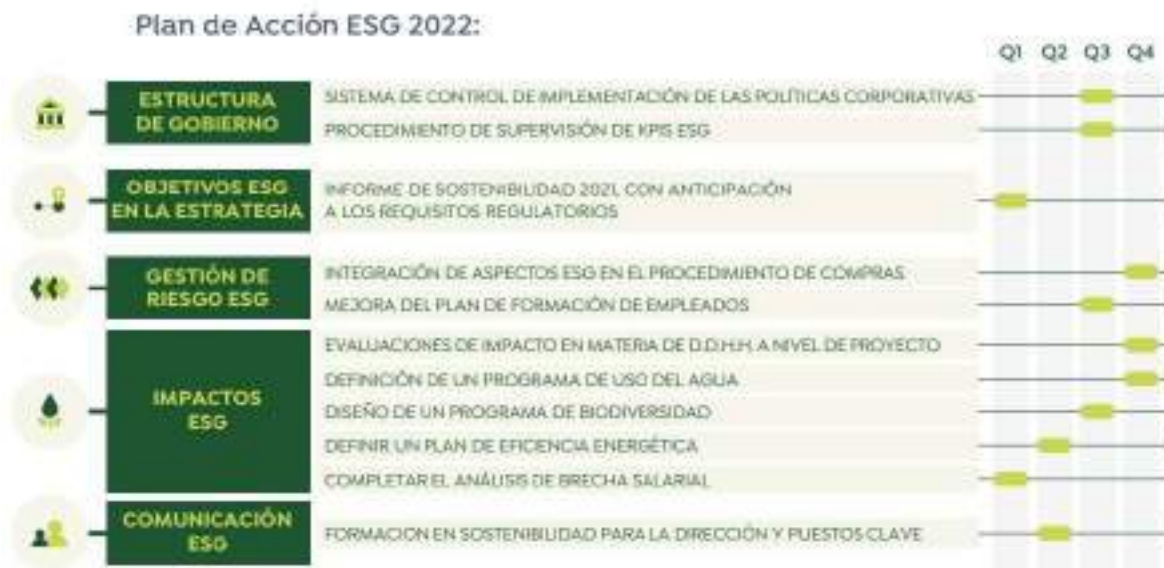 Plan de Acción ESG 2022:
Q1 Q2 Q3 Q4
ESTRUCTURA
DE GOBIERNO
SISTEMA DE CONTROL DE IMPLEMENTACIÓN DE LAS POLÍTICAS CORPORATIVAS
PROCEDIMIENTO DE SUPERVISIÓN DE KPIS ESG
OBJETIVOS ESG
EN LA ESTRATEGIA
INFORME DE SOSTENIBILIDAD 2021, CON ANTICIPACIÓN
A LOS REQUISITOS REGULATORIOS
GESTIÓN DE
RIESGO ESG
INTEGRACIÓN DE ASPECTOS ESG EN EL PROCEDIMIENTO DE COMPRAS
MEJORA DEL PLAN DE FORMACIÓN DE EMPLEADOS
IMPACTOS
ESG
EVALUACIONES DE IMPACTO EN MATERIA DE D.D.H.H. A NIVEL DE PROYECTO
DEFINICIÓN DE UN PROGRAMA DE USO DEL AGUA
DISEÑO DE UN PROGRAMA DE BIODIVERSIDAD
DEFINIR UN PLAN DE EFICIENCIA ENERGÉTICA
COMPLETAR EL ANÁLISIS DE BRECHA SALARIAL
COMUNICACIÓN
ESG
FORMACION EN SOSTENIBILIDAD PARA LA DIRECCIÓN Y PUESTOS CLAVE